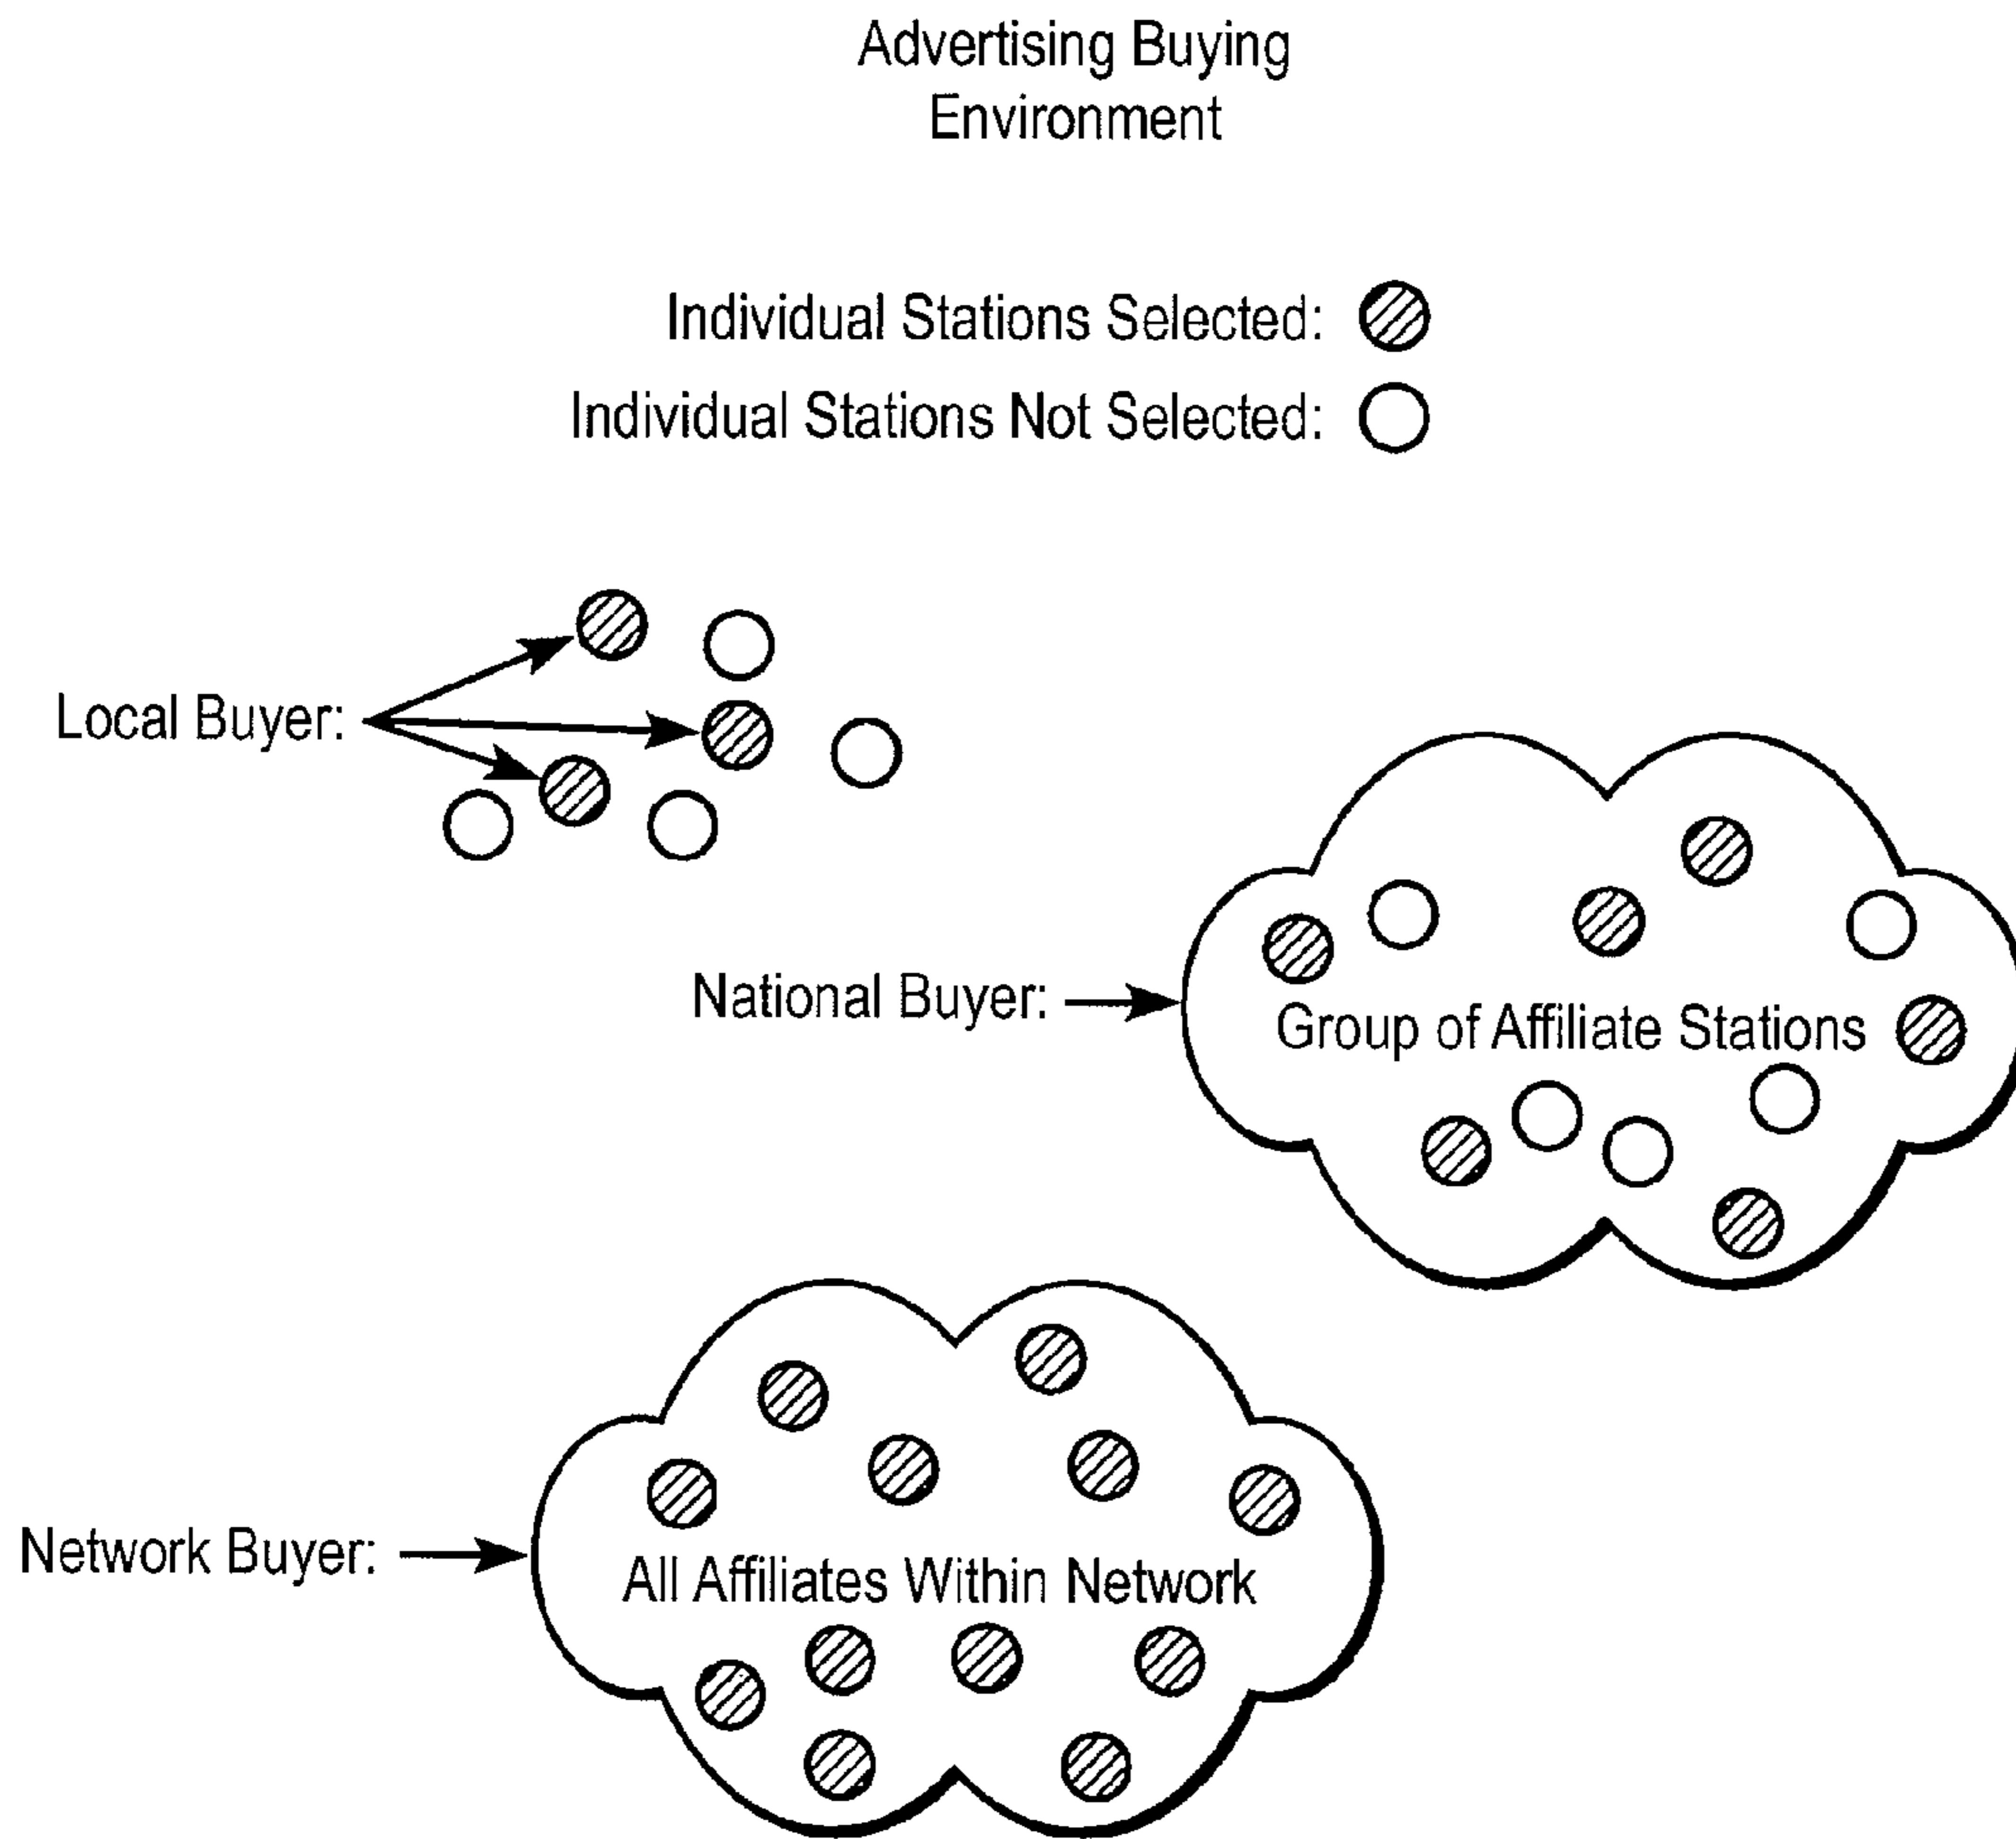 Advertising Buying
Environment
Individual Stations Selected:
Individual Stations Not Selected:
Local Buyer:
National Buyer:
Group of Affiliate Stations
Network Buyer:
All Affiliates Within Network